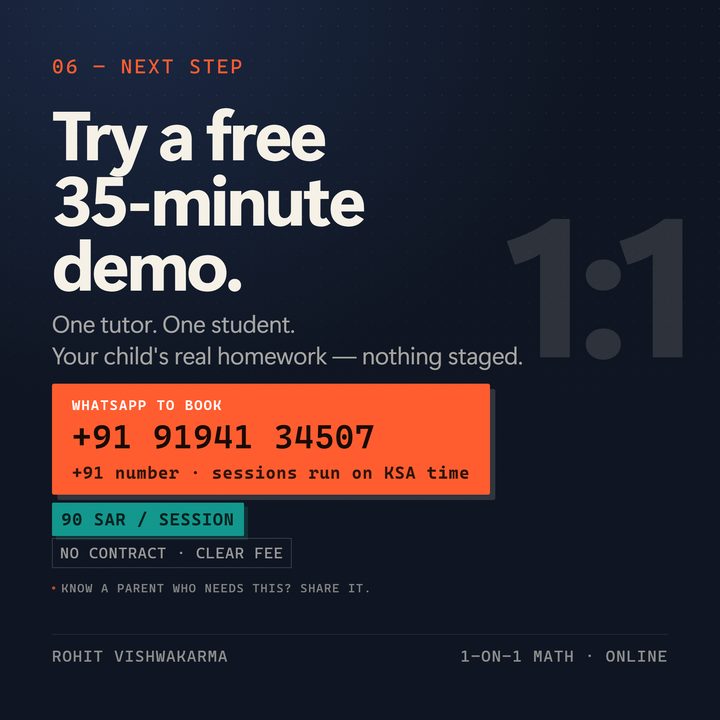 06 — NEXT STEP
Try a free
35-minute
demo.
1:1
One tutor. One student.
Your child's real homework — nothing staged.
WHATSAPP TO BOOK
+91 91941 34507
+91 number · sessions run on KSA time
90 SAR / SESSION
NO CONTRACT · CLEAR FEE
• KNOW A PARENT WHO NEEDS THIS? SHARE IT.
ROHIT VISHWAKARMA
1-ON-1 MATH · ONLINE